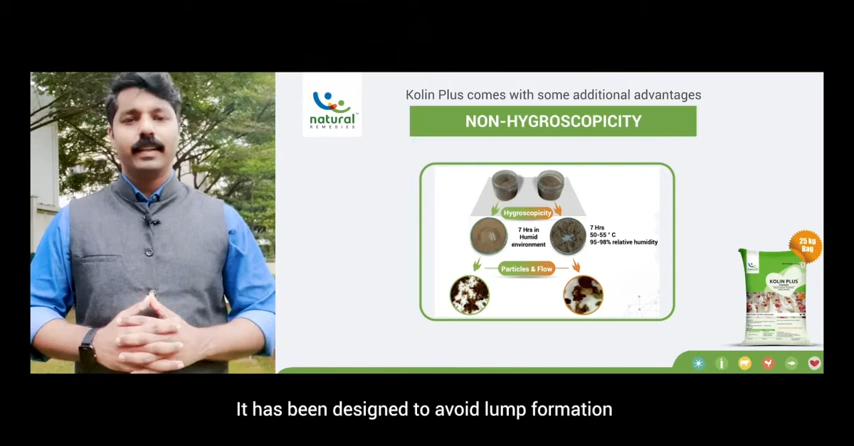 Kolin Plus comes with some additional advantages
natural
REMEDIES
NON-HYGROSCOPICITY
Hygroscopicity
7 Hrs in
Humid
environment
7 Hrs
50-55 ° C
95-98% relative humidity
Particles & Flow
25 kg
Bag
KOLIN PLUS
It has been designed to avoid lump formation